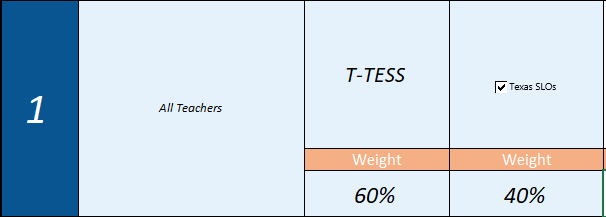 1
All Teachers
T-TESS
Texas SLOs
Weight
Weight
60%
40%